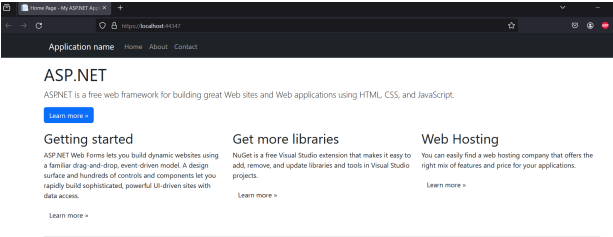 Home Page - My ASP.NET Appl
https://localhost:44347
Application name Home About Contact
ASP.NET
ASP.NET is a free web framework for building great Web sites and Web applications using HTML, CSS, and JavaScript.
Learn more »
Getting started
ASP.NET Web Forms lets you build dynamic websites using
a familiar drag-and-drop, event-driven model. A design
surface and hundreds of controls and components let you
rapidly build sophisticated, powerful UI-driven sites with
data access.
Learn more »
Get more libraries
NuGet is a free Visual Studio extension that makes it easy to
add, remove, and update libraries and tools in Visual Studio
projects.
Learn more »
Web Hosting
You can easily find a web hosting company that offers the
right mix of features and price for your applications.
Learn more »